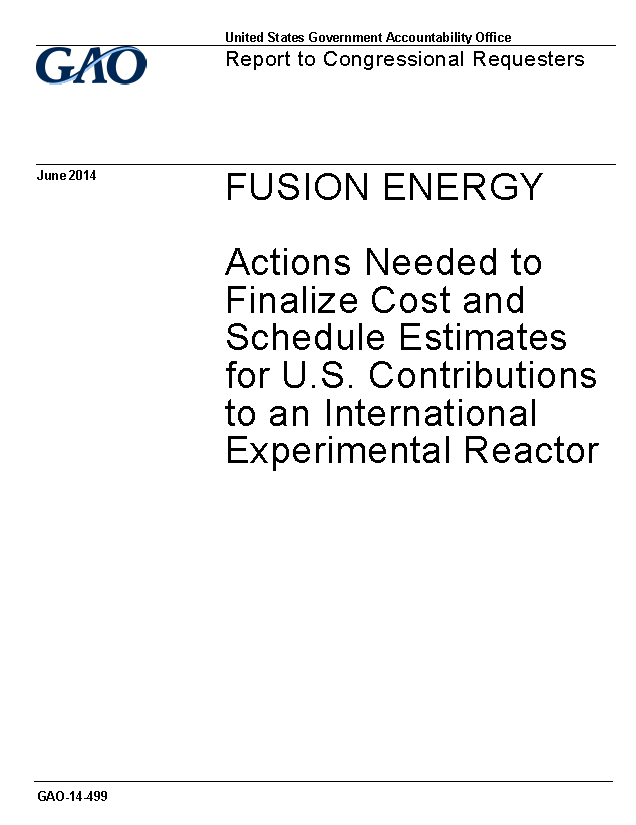 United States Government Accountability Office
GAO
Report to Congressional Requesters
June 2014
FUSION ENERGY
Actions Needed to
Finalize Cost and
Schedule Estimates
for U.S. Contributions
to an International
Experimental Reactor
GAO-14-499